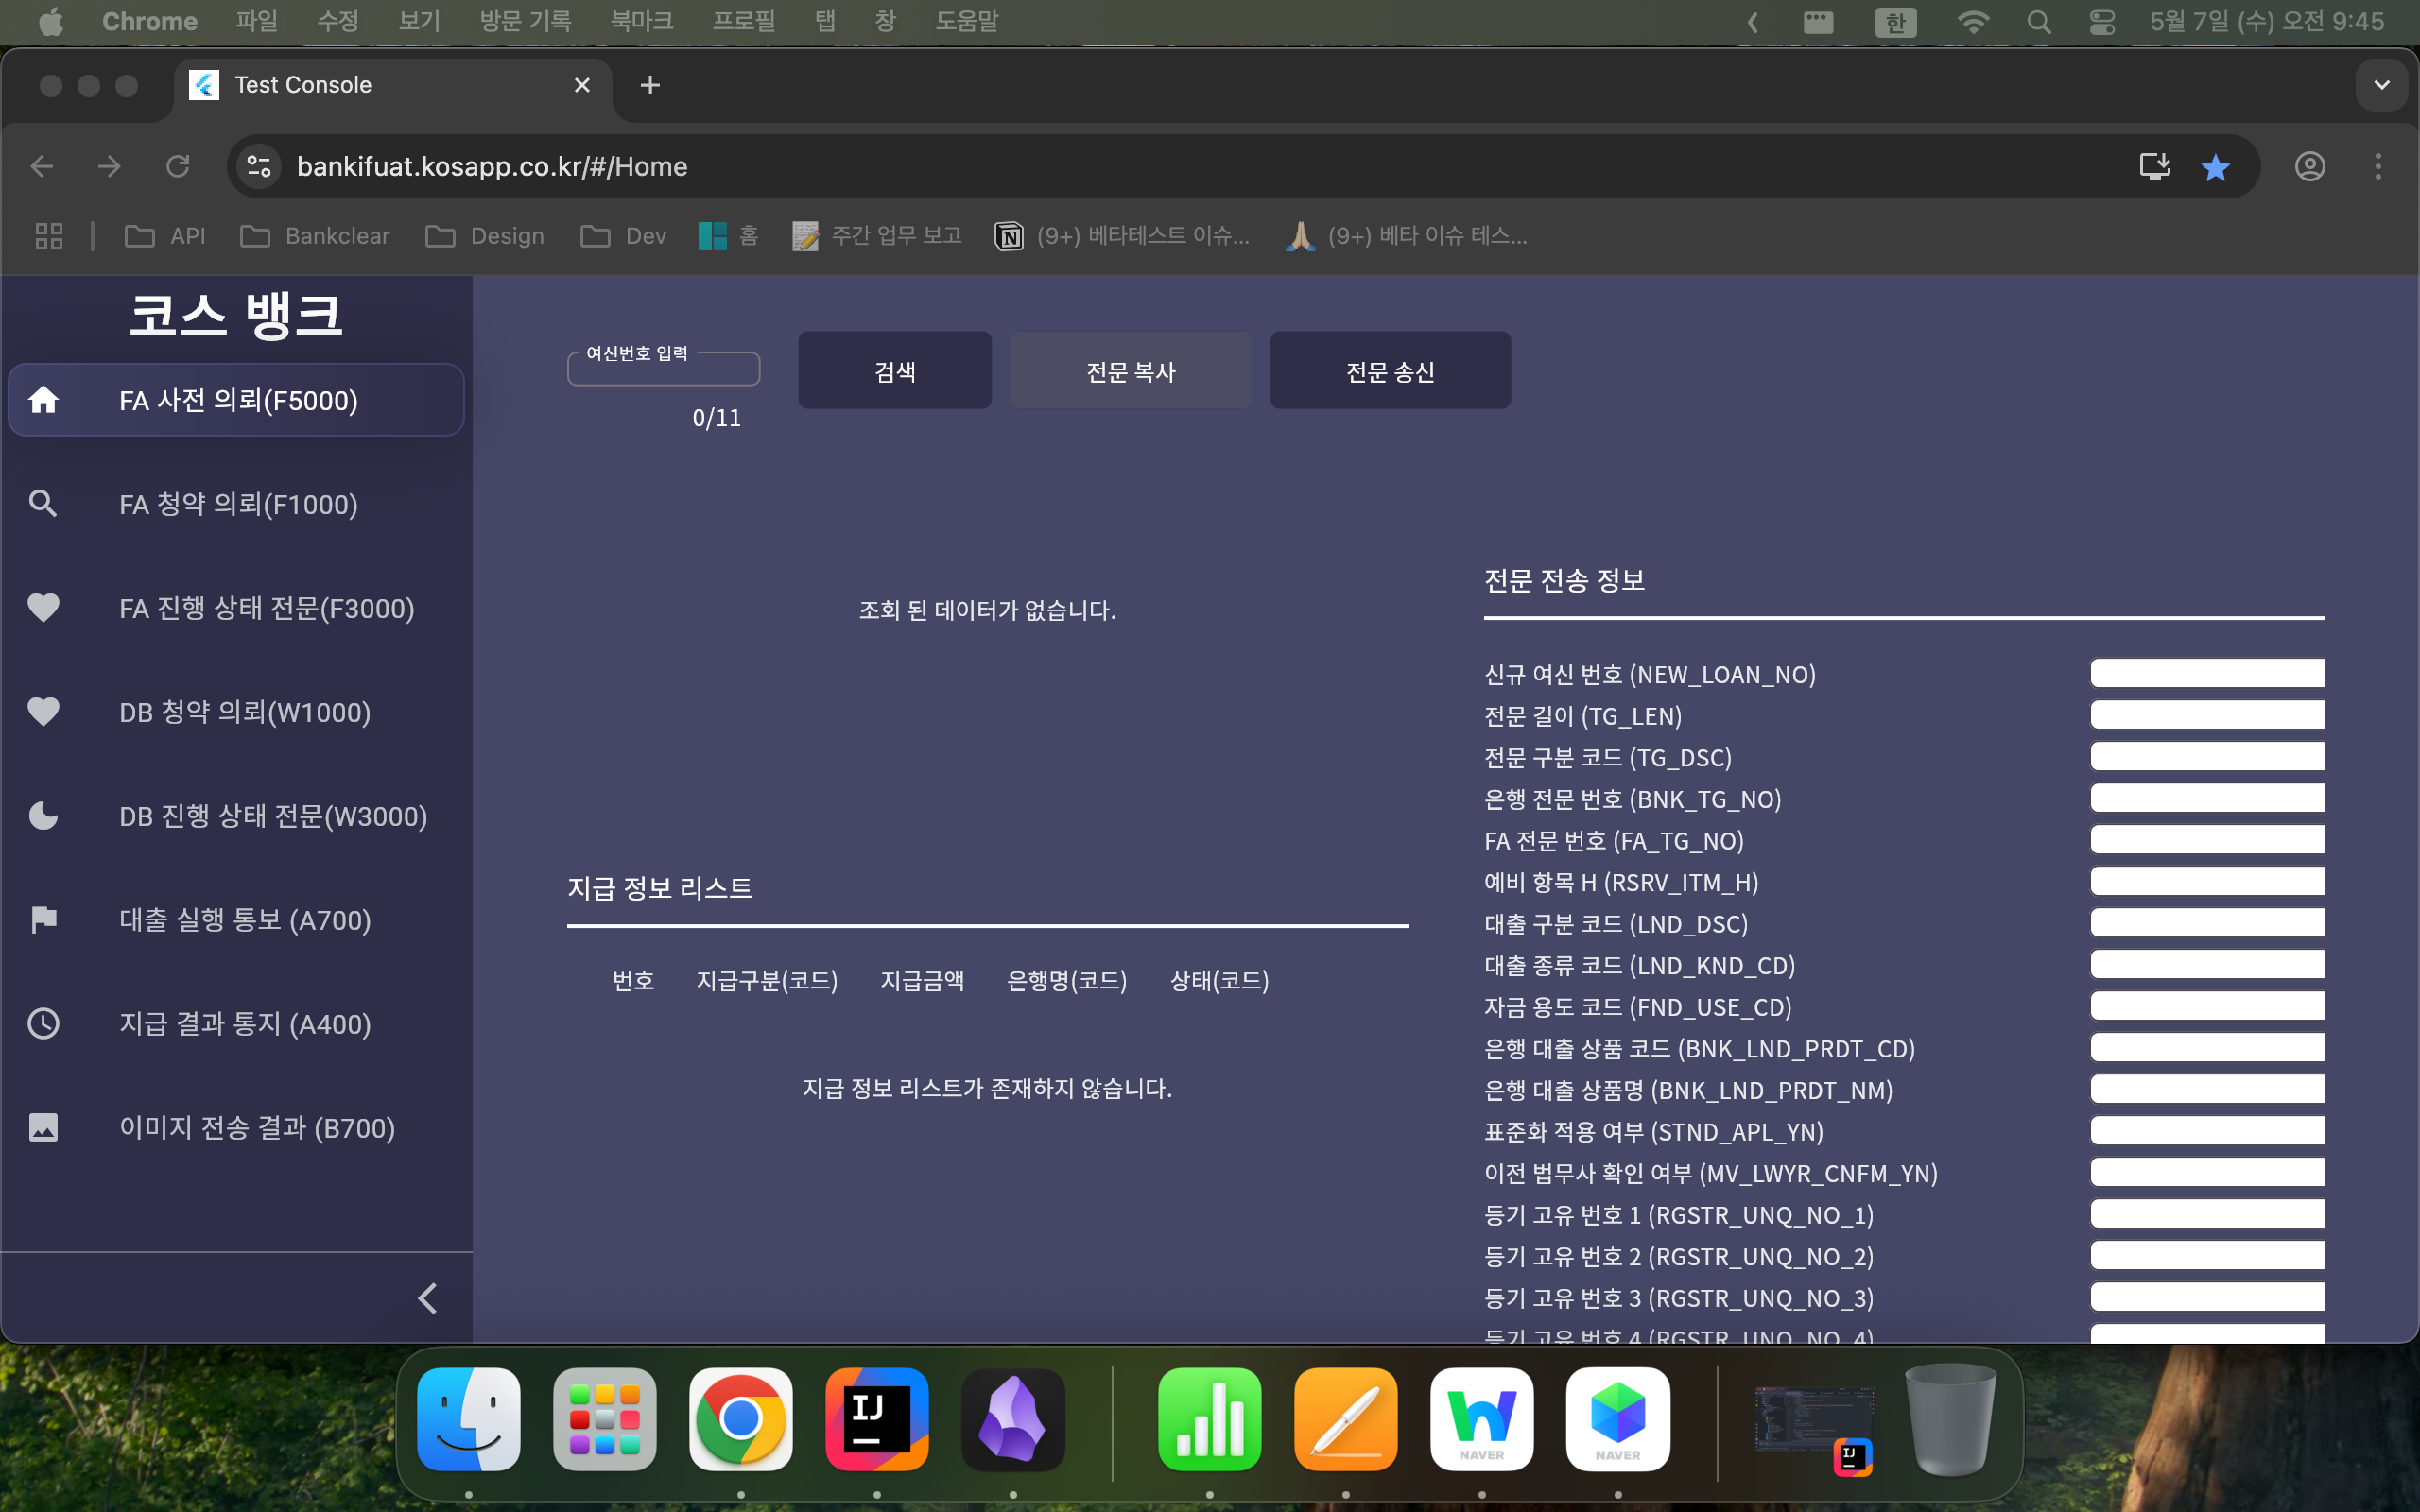 Chrome 파일 수정 보기 방문 기록 북마크 프로필 탭 창 도움말 한 5월 7일 (수) 오전 9:45
Test Console
bankifuat.kosapp.co.kr/#/Home
API Bankclear Design Dev 홈 주간 업무 보고 (9+) 베타테스트 이슈... (9+) 베타 이슈 테스...
코스 뱅크
FA 사전 의뢰(F5000)
FA 청약 의뢰(F1000)
FA 진행 상태 전문(F3000)
DB 청약 의뢰(W1000)
DB 진행 상태 전문(W3000)
대출 실행 통보 (A700)
지급 결과 통지 (A400)
이미지 전송 결과 (B700)
여신번호 입력
0/11
검색
전문 복사
전문 송신
조회 된 데이터가 없습니다.
지급 정보 리스트
번호 지급구분(코드) 지급금액 은행명(코드) 상태(코드)
지급 정보 리스트가 존재하지 않습니다.
전문 전송 정보
신규 여신 번호 (NEW_LOAN_NO)
전문 길이 (TG_LEN)
전문 구분 코드 (TG_DSC)
은행 전문 번호 (BNK_TG_NO)
FA 전문 번호 (FA_TG_NO)
예비 항목 H (RSRV_ITM_H)
대출 구분 코드 (LND_DSC)
대출 종류 코드 (LND_KND_CD)
자금 용도 코드 (FND_USE_CD)
은행 대출 상품 코드 (BNK_LND_PRDT_CD)
은행 대출 상품명 (BNK_LND_PRDT_NM)
표준화 적용 여부 (STND_APL_YN)
이전 법무사 확인 여부 (MV_LWYR_CNFM_YN)
등기 고유 번호 1 (RGSTR_UNQ_NO_1)
등기 고유 번호 2 (RGSTR_UNQ_NO_2)
등기 고유 번호 3 (RGSTR_UNQ_NO_3)
등기 고유 번호 4 (RGSTR_UNQ_NO_4)
IJ
NAVER
NAVER
IJ